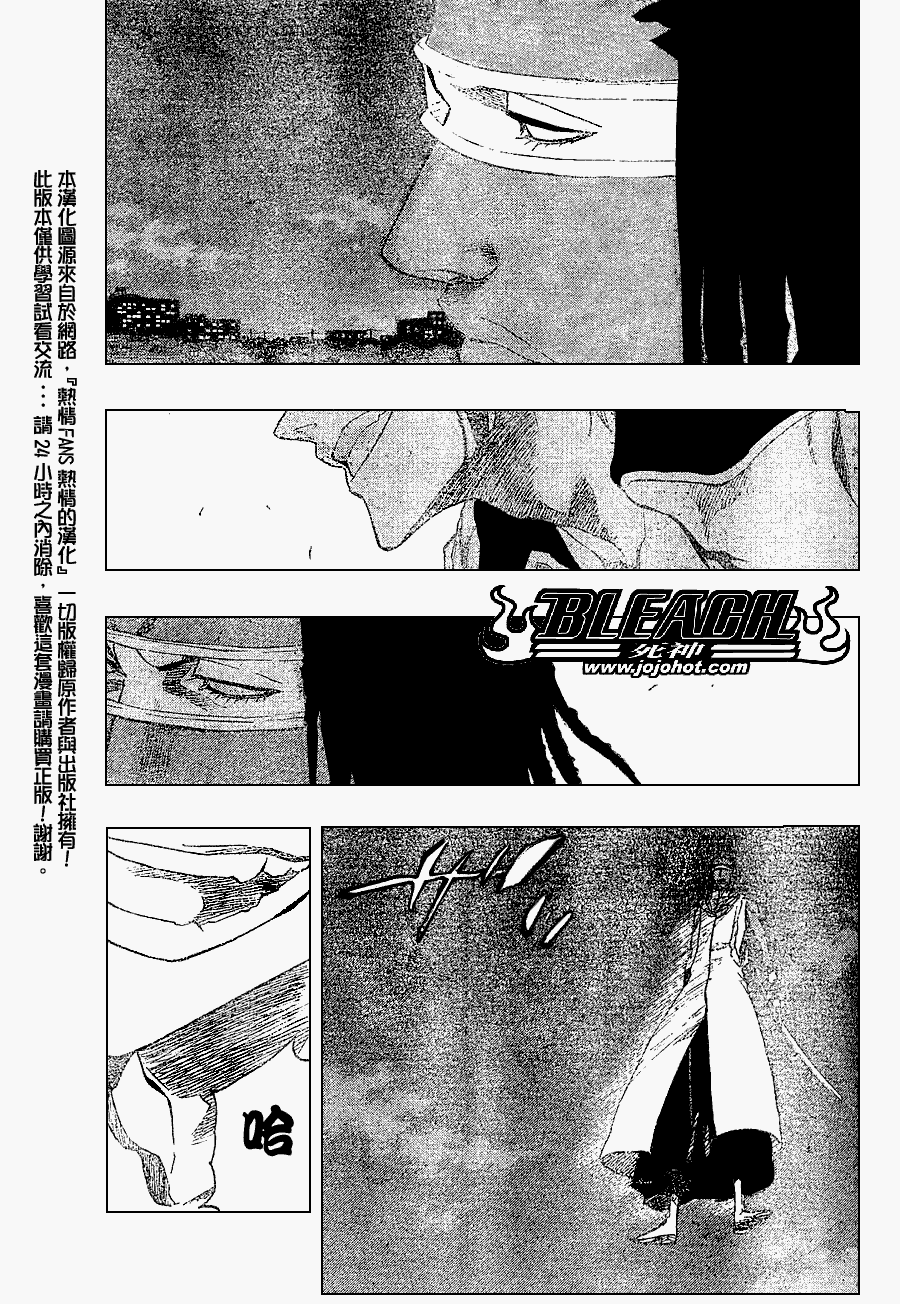 本漢化圖源來自於網路，『熱情FANS 熱情的漢化』一切版權歸原作者與出版社擁有！
此版本僅供學習試看交流… 請 24 小時之內消除，喜歡這套漫畫請購買正版！謝謝。
BLEACH
死神
www.jojohot.com
ザッ
哈